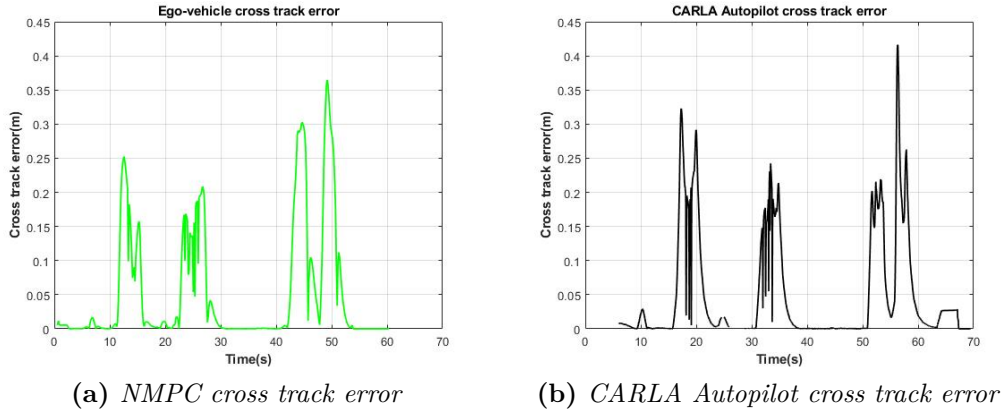 Ego-vehicle cross track error
0.45
0.4
0.35
0.3
0.25
0.2
0.15
0.1
0.05
0
Cross track error(m)
0 10 20 30 40 50 60 70
Time(s)
(a) NMPC cross track error
CARLA Autopilot cross track error
0.45
0.4
0.35
0.3
0.25
0.2
0.15
0.1
0.05
0
Cross track error(m)
0 10 20 30 40 50 60 70
Time(s)
(b) CARLA Autopilot cross track error